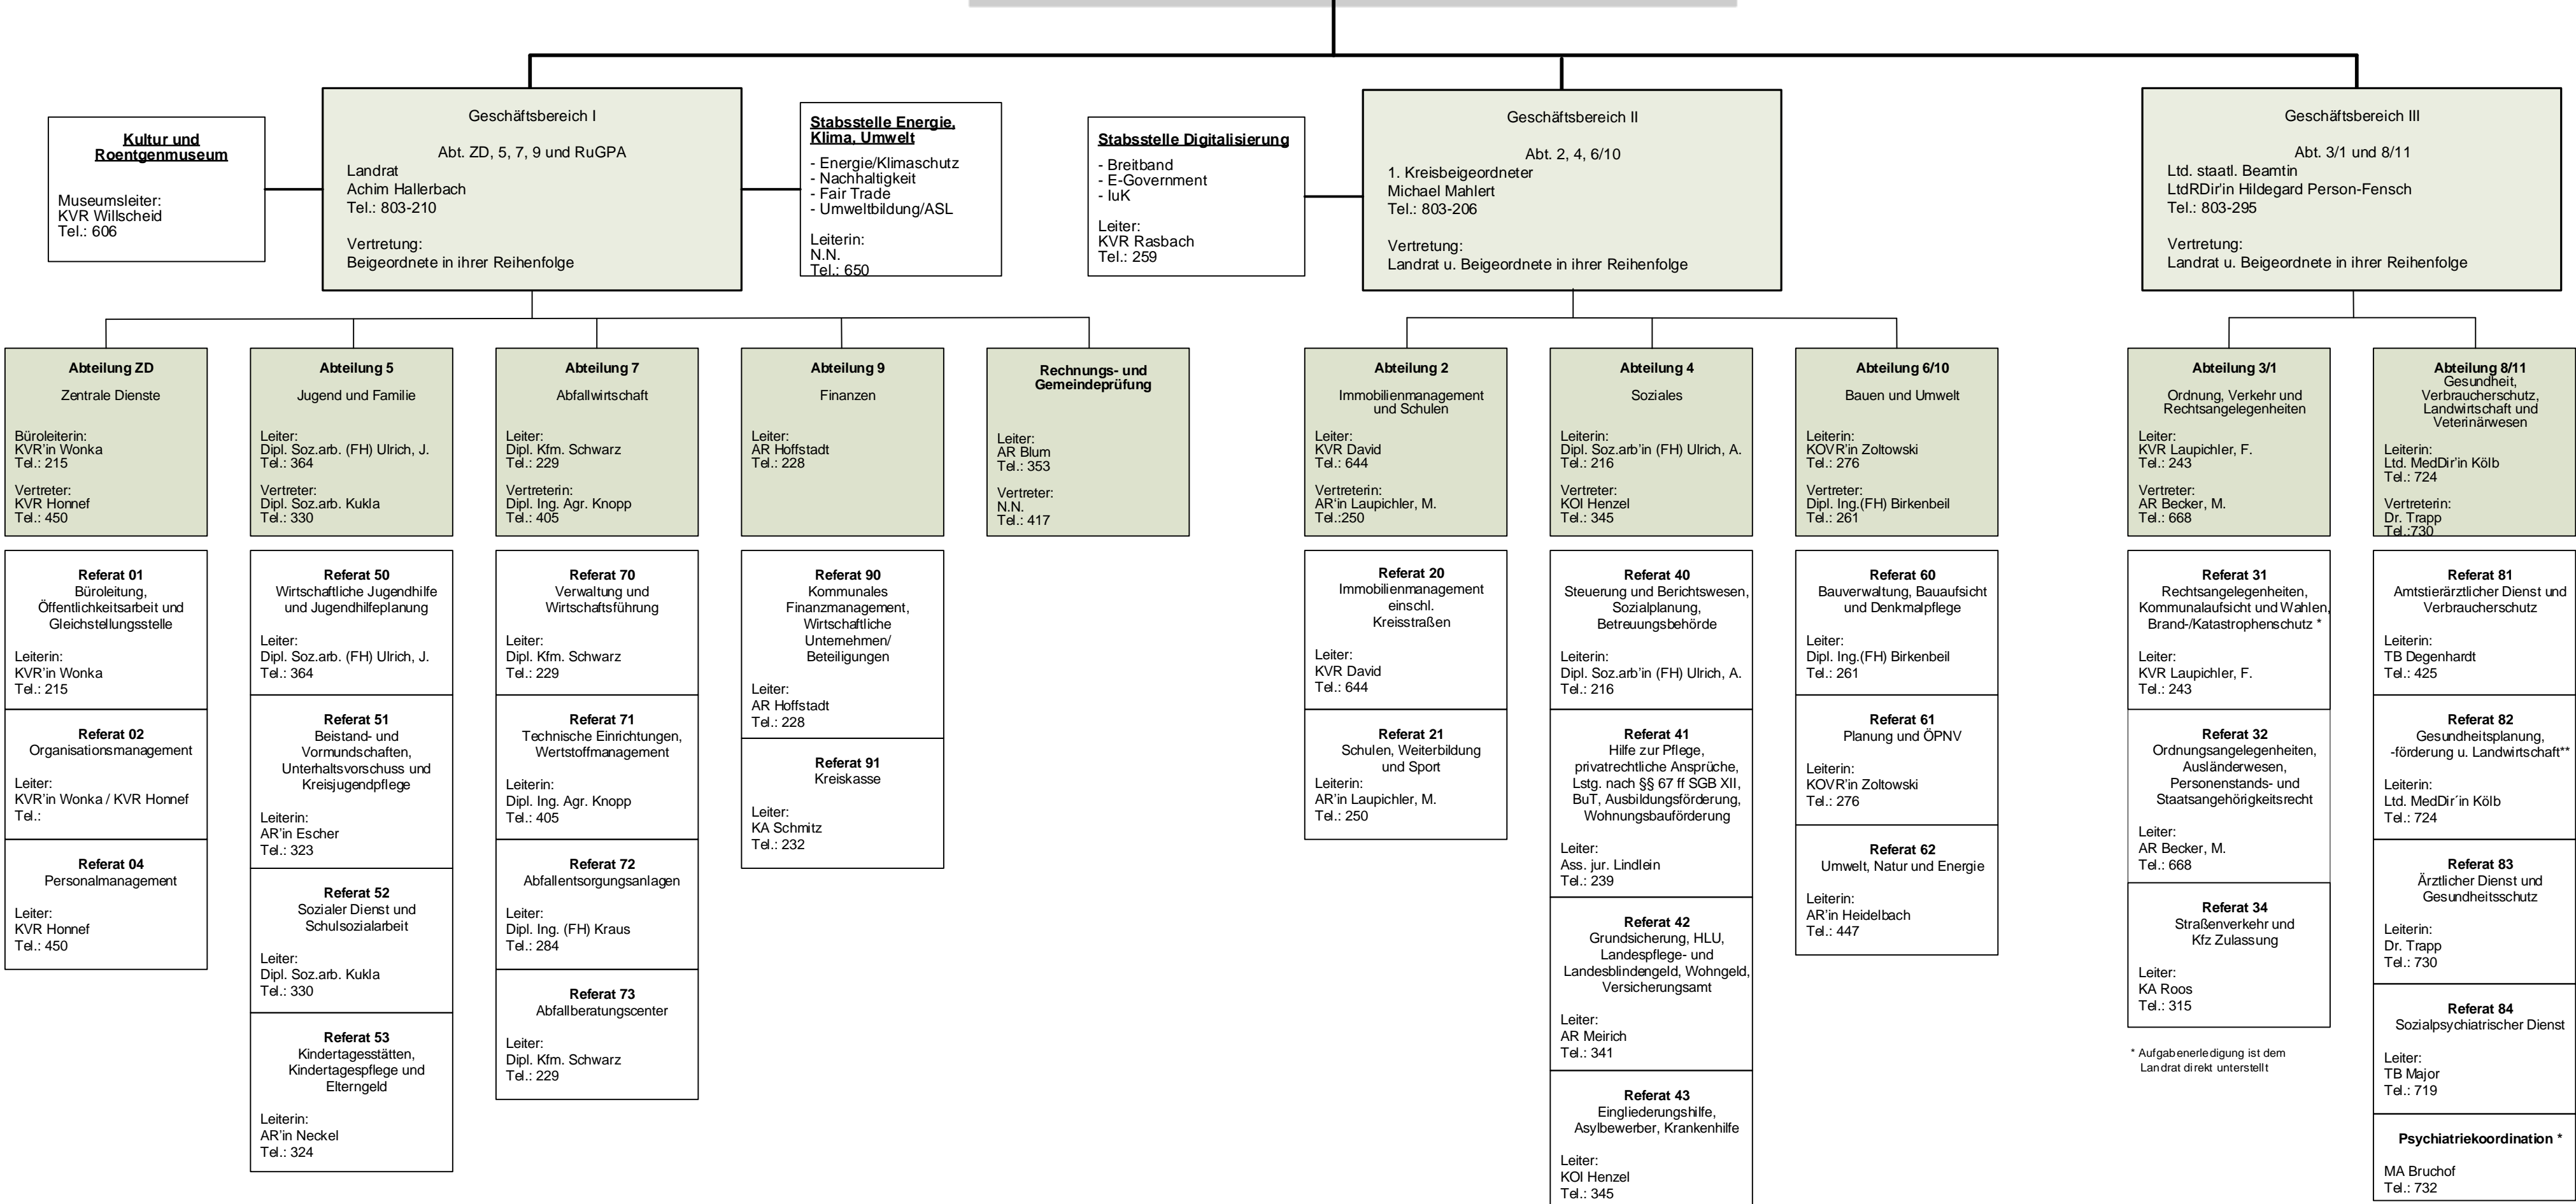 Kultur und
Roentgenmuseum
Museumsleiter:
KVR Willscheid
Tel.: 606
Geschäftsbereich I
Abt. ZD, 5, 7, 9 und RuGPA
Landrat
Achim Hallerbach
Tel.: 803-210
Vertretung:
Beigeordnete in ihrer Reihenfolge
Stabsstelle Energie,
Klima, Umwelt
- Energie/Klimaschutz
- Nachhaltigkeit
- Fair Trade
- Umweltbildung/ASL
Leiterin:
N.N.
Tel.: 650
Stabsstelle Digitalisierung
- Breitband
- E-Government
- IuK
Leiter:
KVR Rasbach
Tel.: 259
Geschäftsbereich II
Abt. 2, 4, 6/10
1. Kreisbeigeordneter
Michael Mahlert
Tel.: 803-206
Vertretung:
Landrat u. Beigeordnete in ihrer Reihenfolge
Geschäftsbereich III
Abt. 3/1 und 8/11
Ltd. staatl. Beamtin
LtdRDir'in Hildegard Person-Fensch
Tel.: 803-295
Vertretung:
Landrat u. Beigeordnete in ihrer Reihenfolge
Abteilung ZD
Zentrale Dienste
Büroleiterin:
KVR'in Wonka
Tel.: 215
Vertreter:
KVR Honnef
Tel.: 450
Abteilung 5
Jugend und Familie
Leiter:
Dipl. Soz.arb. (FH) Ulrich, J.
Tel.: 364
Vertreter:
Dipl. Soz.arb. Kukla
Tel.: 330
Abteilung 7
Abfallwirtschaft
Leiter:
Dipl. Kfm. Schwarz
Tel.: 229
Vertreterin:
Dipl. Ing. Agr. Knopp
Tel.: 405
Abteilung 9
Finanzen
Leiter:
AR Hoffstadt
Tel.: 228
Rechnungs- und
Gemeindeprüfung
Leiter:
AR Blum
Tel.: 353
Vertreter:
N.N.
Tel.: 417
Abteilung 2
Immobilienmanagement
und Schulen
Leiter:
KVR David
Tel.: 644
Vertreterin:
AR'in Laupichler, M.
Tel.:250
Abteilung 4
Soziales
Leiterin:
Dipl. Soz.arb'in (FH) Ulrich, A.
Tel.: 216
Vertreter:
KOI Henzel
Tel.: 345
Abteilung 6/10
Bauen und Umwelt
Leiterin:
KOVR'in Zoltowski
Tel.: 276
Vertreter:
Dipl. Ing.(FH) Birkenbeil
Tel.: 261
Abteilung 3/1
Ordnung, Verkehr und
Rechtsangelegenheiten
Leiter:
KVR Laupichler, F.
Tel.: 243
Vertreter:
AR Becker, M.
Tel.: 668
Abteilung 8/11
Gesundheit,
Verbraucherschutz,
Landwirtschaft und
Veterinärwesen
Leiterin:
Ltd. MedDir'in Kölb
Tel.: 724
Vertreterin:
Dr. Trapp
Tel.:730
Referat 01
Büroleitung,
Öffentlichkeitsarbeit und
Gleichstellungsstelle
Leiterin:
KVR'in Wonka
Tel.: 215
Referat 02
Organisationsmanagement
Leiter:
KVR'in Wonka / KVR Honnef
Tel.:
Referat 04
Personalmanagement
Leiter:
KVR Honnef
Tel.: 450
Referat 50
Wirtschaftliche Jugendhilfe
und Jugendhilfeplanung
Leiter:
Dipl. Soz.arb. (FH) Ulrich, J.
Tel.: 364
Referat 51
Beistand- und
Vormundschaften,
Unterhaltsvorschuss und
Kreisjugendpflege
Leiterin:
AR'in Escher
Tel.: 323
Referat 52
Sozialer Dienst und
Schulsozialarbeit
Leiter:
Dipl. Soz.arb. Kukla
Tel.: 330
Referat 53
Kindertagesstätten,
Kindertagespflege und
Elterngeld
Leiterin:
AR'in Neckel
Tel.: 324
Referat 70
Verwaltung und
Wirtschaftsführung
Leiter:
Dipl. Kfm. Schwarz
Tel.: 229
Referat 71
Technische Einrichtungen,
Wertstoffmanagement
Leiterin:
Dipl. Ing. Agr. Knopp
Tel.: 405
Referat 72
Abfallentsorgungsanlagen
Leiter:
Dipl. Ing. (FH) Kraus
Tel.: 284
Referat 73
Abfallberatungscenter
Leiter:
Dipl. Kfm. Schwarz
Tel.: 229
Referat 90
Kommunales
Finanzmanagement,
Wirtschaftliche
Unternehmen/
Beteiligungen
Leiter:
AR Hoffstadt
Tel.: 228
Referat 91
Kreiskasse
Leiter:
KA Schmitz
Tel.: 232
Referat 20
Immobilienmanagement
einschl.
Kreisstraßen
Leiter:
KVR David
Tel.: 644
Referat 21
Schulen, Weiterbildung
und Sport
Leiterin:
AR'in Laupichler, M.
Tel.: 250
Referat 40
Steuerung und Berichtswesen,
Sozialplanung,
Betreuungsbehörde
Leiterin:
Dipl. Soz.arb'in (FH) Ulrich, A.
Tel.: 216
Referat 41
Hilfe zur Pflege,
privatrechtliche Ansprüche,
Lstg. nach §§ 67 ff SGB XII,
BuT, Ausbildungsförderung,
Wohnungsbauförderung
Leiter:
Ass. jur. Lindlein
Tel.: 239
Referat 42
Grundsicherung, HLU,
Landespflege- und
Landesblindengeld, Wohngeld,
Versicherungsamt
Leiter:
AR Meirich
Tel.: 341
Referat 43
Eingliederungshilfe,
Asylbewerber, Krankenhilfe
Leiter:
KOI Henzel
Tel.: 345
Referat 60
Bauverwaltung, Bauaufsicht
und Denkmalpflege
Leiter:
Dipl. Ing.(FH) Birkenbeil
Tel.: 261
Referat 61
Planung und ÖPNV
Leiterin:
KOVR'in Zoltowski
Tel.: 276
Referat 62
Umwelt, Natur und Energie
Leiterin:
AR'in Heidelbach
Tel.: 447
Referat 31
Rechtsangelegenheiten,
Kommunalaufsicht und Wahlen,
Brand-/Katastrophenschutz *
Leiter:
KVR Laupichler, F.
Tel.: 243
Referat 32
Ordnungsangelegenheiten,
Ausländerwesen,
Personenstands- und
Staatsangehörigkeitsrecht
Leiter:
AR Becker, M.
Tel.: 668
Referat 34
Straßenverkehr und
Kfz Zulassung
Leiter:
KA Roos
Tel.: 315
* Aufgabenerledigung ist dem
Landrat direkt unterstellt
Referat 81
Amtstierärztlicher Dienst und
Verbraucherschutz
Leiterin:
TB Degenhardt
Tel.: 425
Referat 82
Gesundheitsplanung,
-förderung u. Landwirtschaft**
Leiterin:
Ltd. MedDir´in Kölb
Tel.: 724
Referat 83
Ärztlicher Dienst und
Gesundheitsschutz
Leiterin:
Dr. Trapp
Tel.: 730
Referat 84
Sozialpsychiatrischer Dienst
Leiter:
TB Major
Tel.: 719
Psychiatriekoordination *
MA Bruchof
Tel.: 732